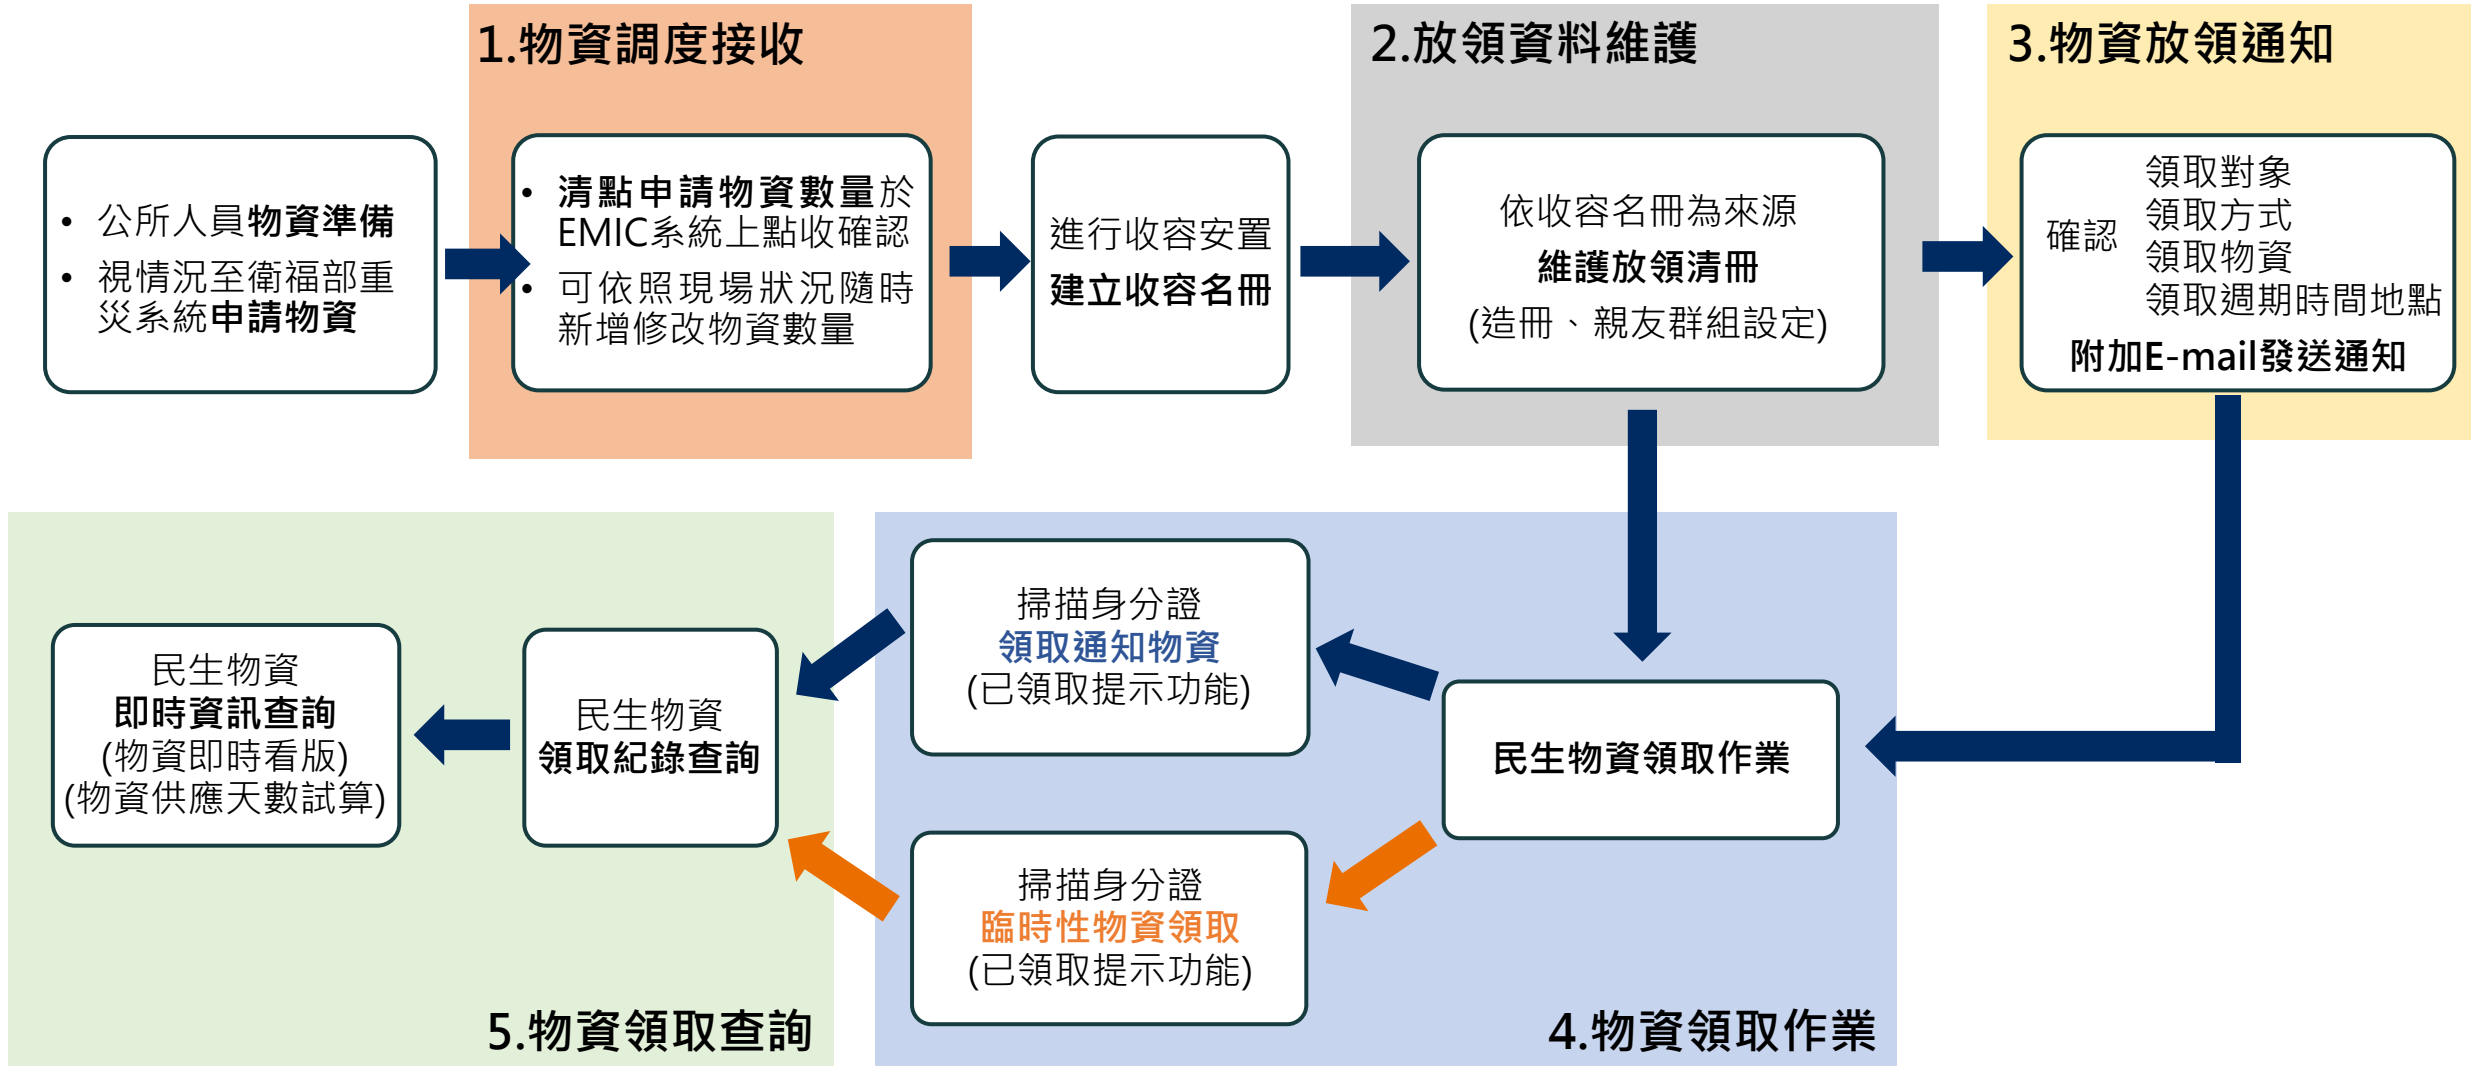 1.物資調度接收
2.放領資料維護
3.物資放領通知
• 公所人員物資準備
• 視情況至衛福部重
災系統申請物資
• 清點申請物資數量於
EMIC系統上點收確認
• 可依照現場狀況隨時
新增修改物資數量
進行收容安置
建立收容名冊
依收容名冊為來源
維護放領清冊
(造冊、親友群組設定)
確認
領取對象
領取方式
領取物資
領取週期時間地點
附加E-mail發送通知
民生物資領取作業
掃描身分證
領取通知物資
(已領取提示功能)
掃描身分證
臨時性物資領取
(已領取提示功能)
4.物資領取作業
民生物資
領取紀錄查詢
民生物資
即時資訊查詢
(物資即時看版)
(物資供應天數試算)
5.物資領取查詢